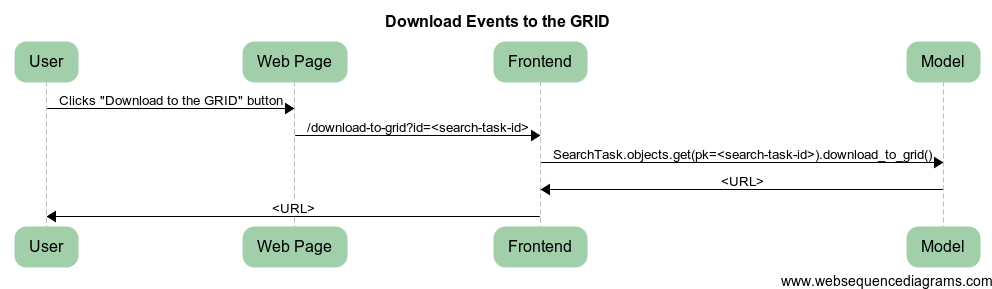 Download Events to the GRID
User
Web Page
Frontend
Model
Clicks "Download to the GRID" button
/download-to-grid?id=<search-task-id>
SearchTask.objects.get(pk=<search-task-id>).download_to_grid()
<URL>
<URL>
User
Web Page
Frontend
Model
www.websequencediagrams.com